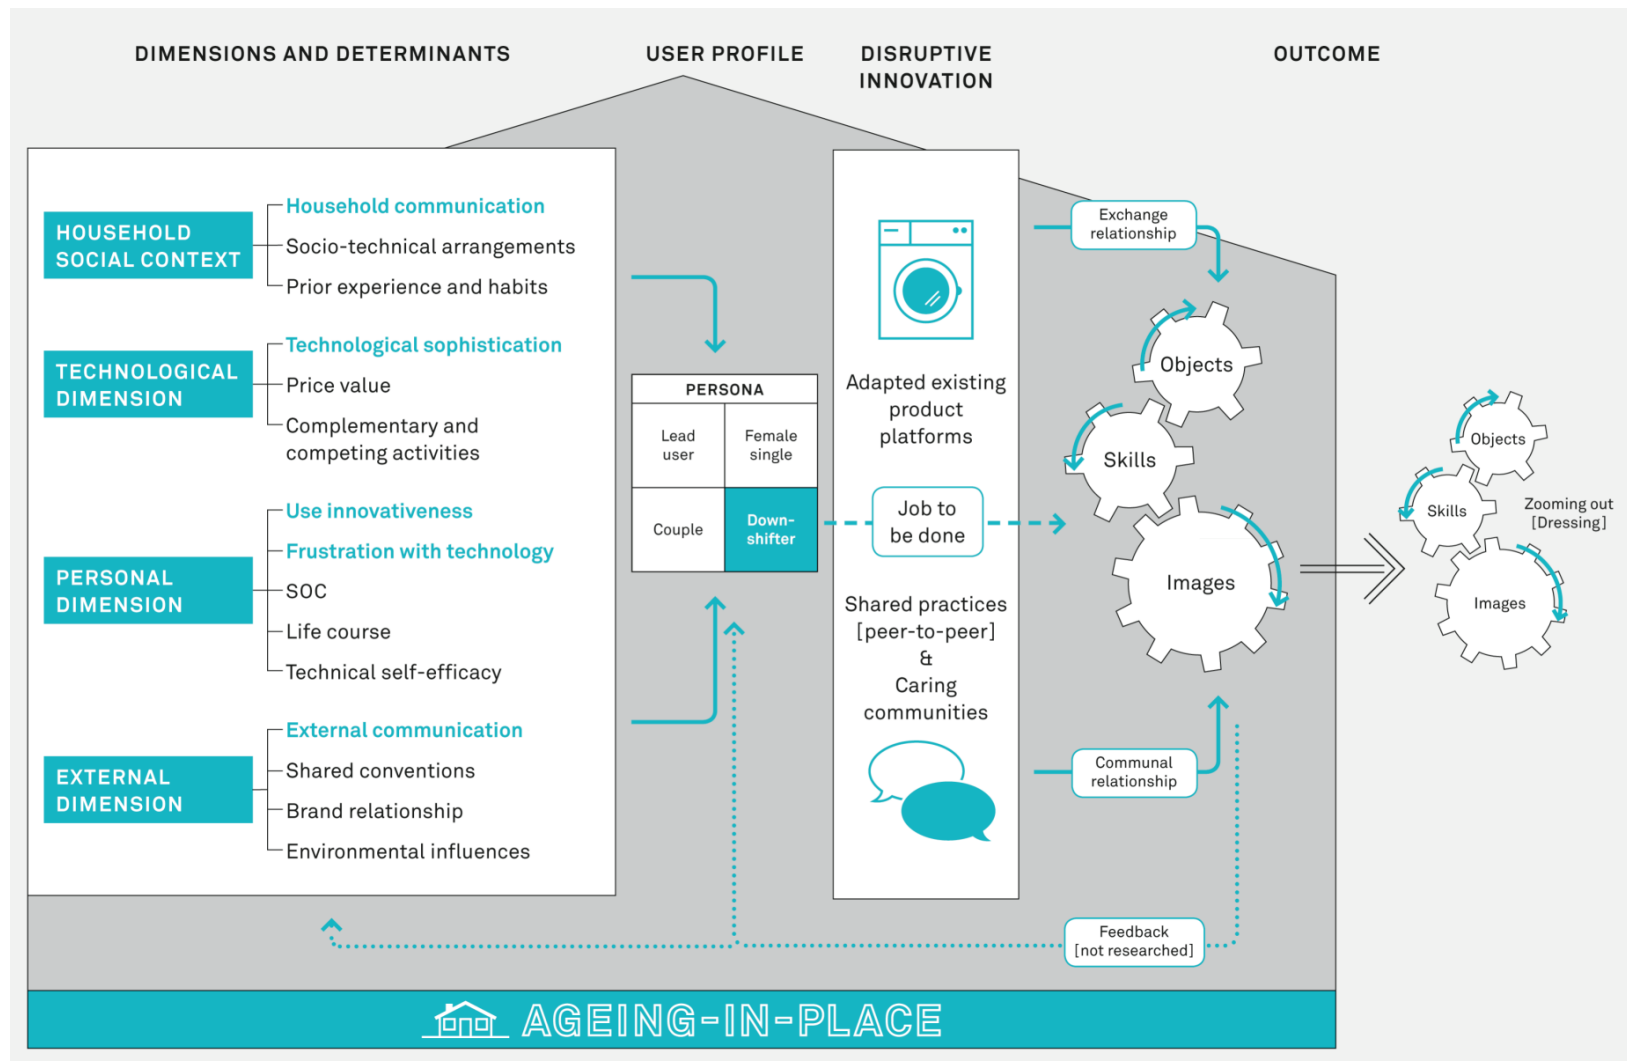 DIMENSIONS AND DETERMINANTS
USER PROFILE
DISRUPTIVE
INNOVATION
OUTCOME
HOUSEHOLD
SOCIAL CONTEXT
Household communication
Socio-technical arrangements
Prior experience and habits
TECHNOLOGICAL
DIMENSION
Technological sophistication
Price value
Complementary and
competing activities
PERSONAL
DIMENSION
Use innovativeness
Frustration with technology
SOC
Life course
Technical self-efficacy
EXTERNAL
DIMENSION
External communication
Shared conventions
Brand relationship
Environmental influences
PERSONA
Lead
user
Female
single
Couple
Down-
shifter
Adapted existing
product
platforms
Job to
be done
Shared practices
[peer-to-peer]
&
Caring
communities
Exchange
relationship
Objects
Skills
Images
Communal
relationship
Feedback
[not researched]
Objects
Skills
Images
Zooming out
[Dressing]
AGEING-IN-PLACE